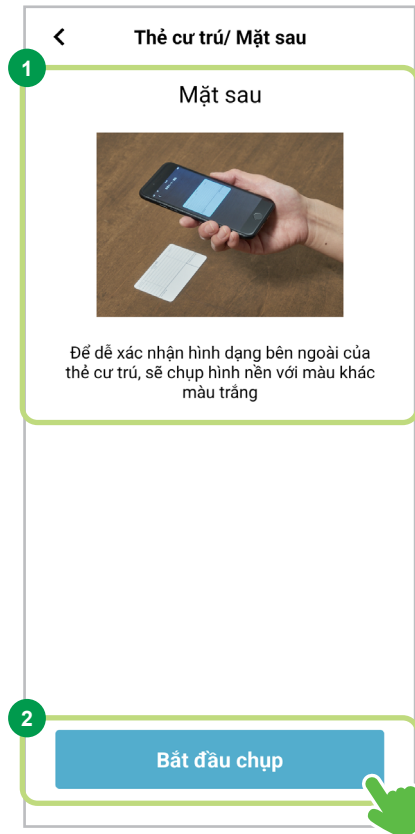 Thẻ cư trú/ Mặt sau
1
Mặt sau
Để dễ xác nhận hình dạng bên ngoài của
thẻ cư trú, sẽ chụp hình nền với màu khác
màu trắng
2
Bắt đầu chụp